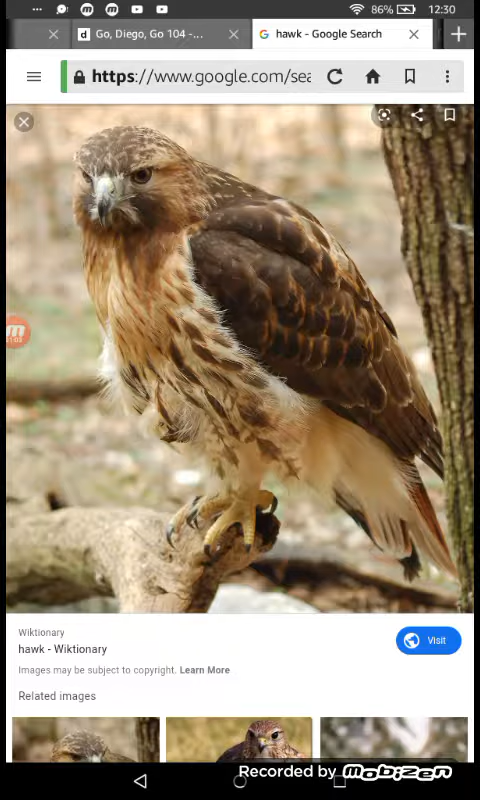 86% 12:30
Go, Diego, Go 104 -...
hawk - Google Search
https://www.google.com/sea
Wiktionary
hawk - Wiktionary
Visit
Images may be subject to copyright. Learn More
Related images
Recorded by Mobizen